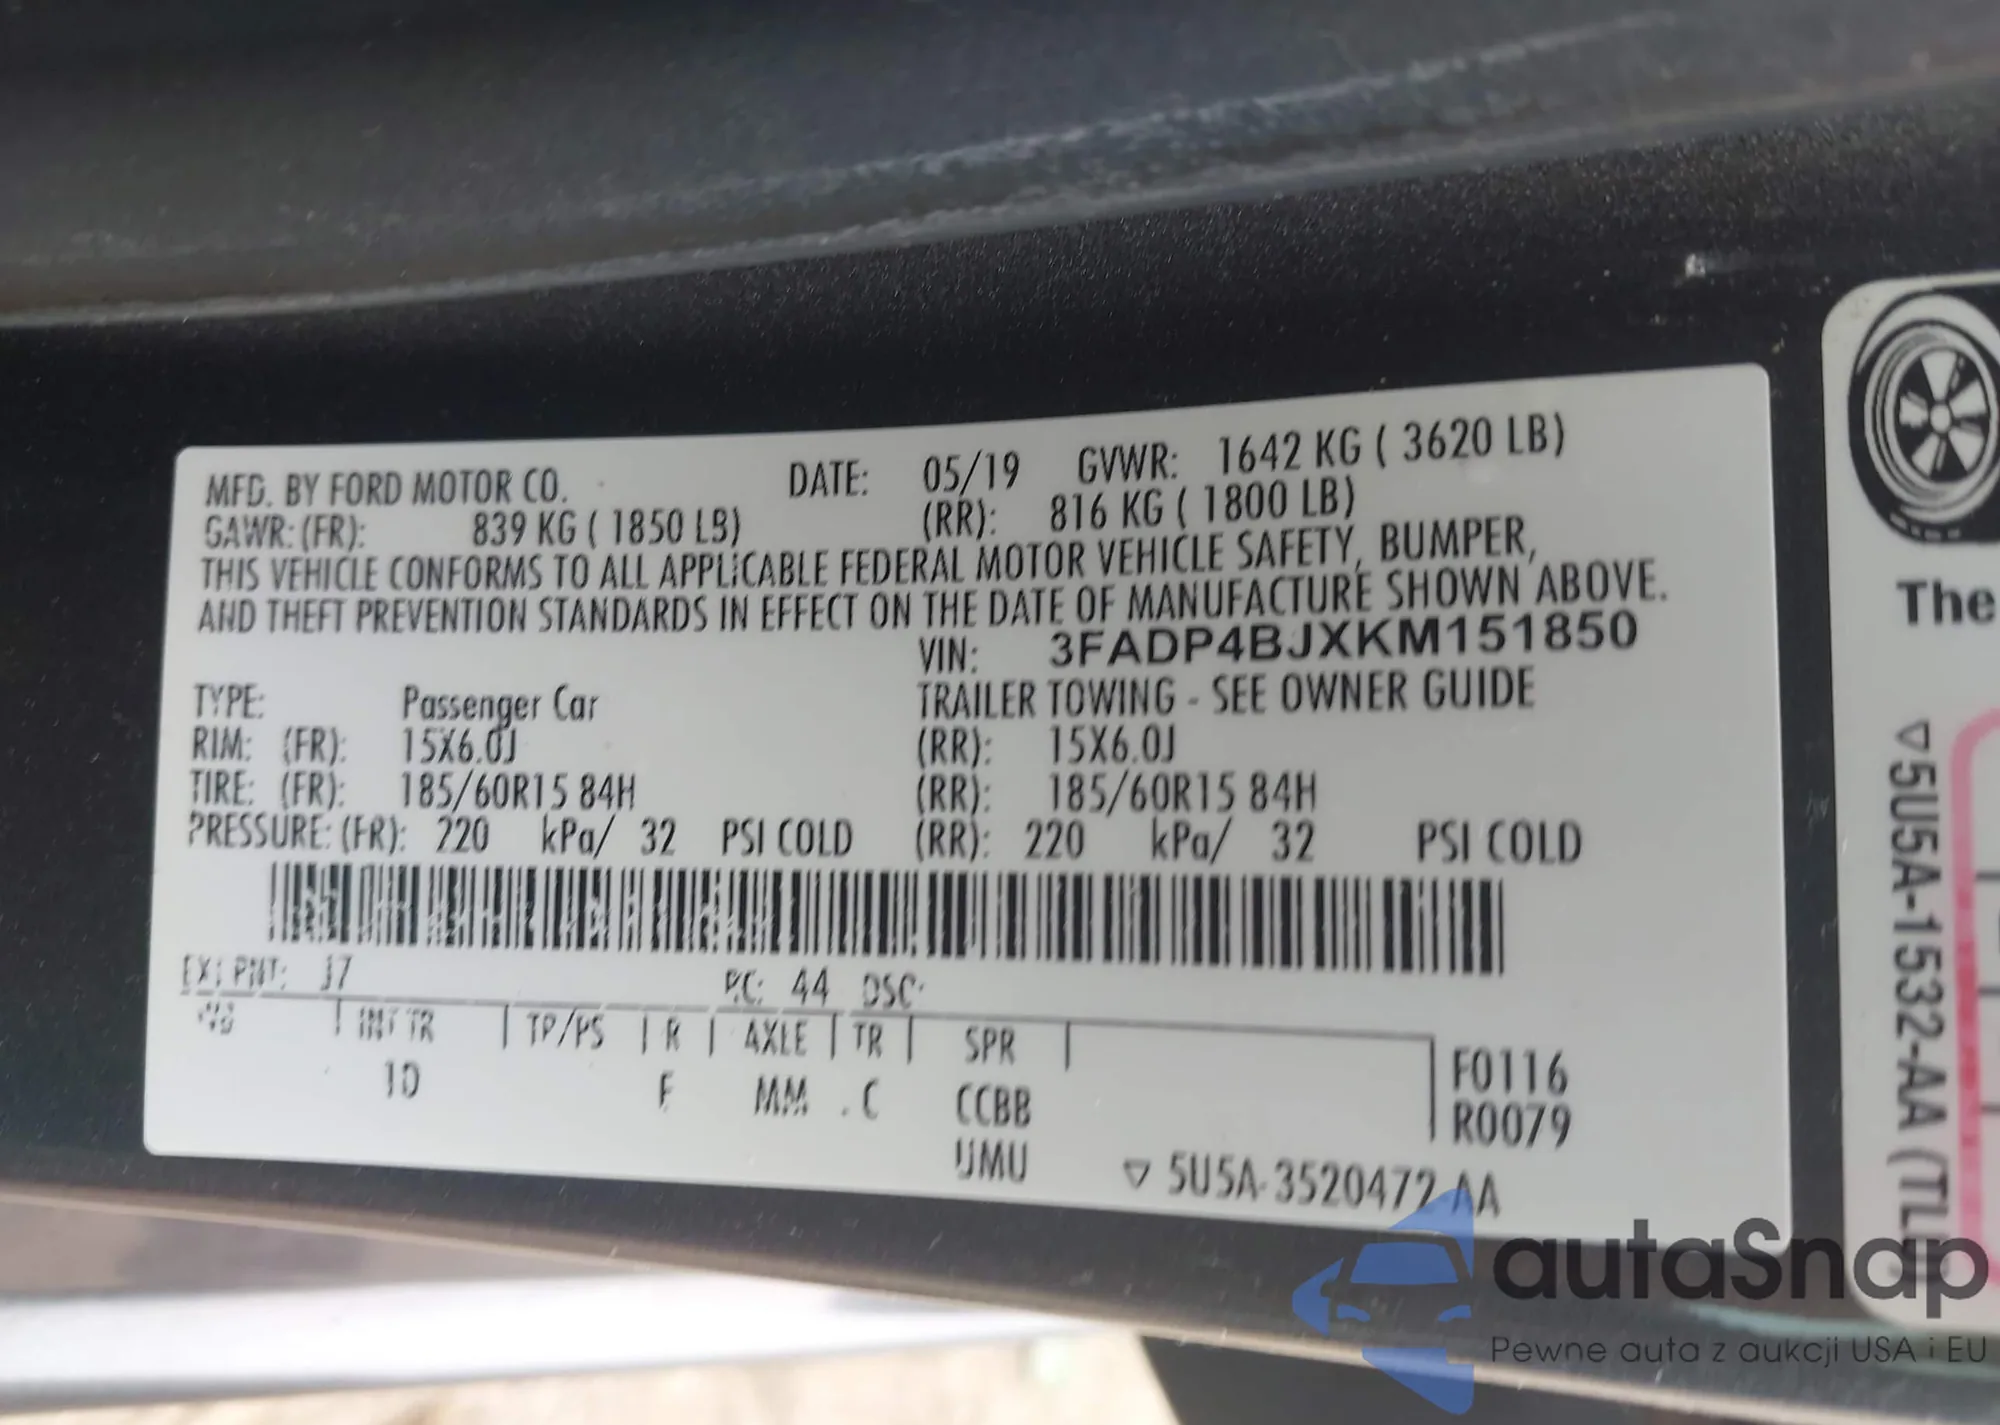 MFD. BY FORD MOTOR CO. DATE: 05/19 GVWR: 1642 KG ( 3620 LB)
GAWR: (FR): 839 KG ( 1850 LB) (RR): 816 KG ( 1800 LB)
THIS VEHICLE CONFORMS TO ALL APPLICABLE FEDERAL MOTOR VEHICLE SAFETY, BUMPER,
AND THEFT PREVENTION STANDARDS IN EFFECT ON THE DATE OF MANUFACTURE SHOWN ABOVE.
VIN: 3FADP4BJXKM151850
TYPE: Passenger Car TRAILER TOWING - SEE OWNER GUIDE
RIM: (FR): 15X6.0J (RR): 15X6.0J
TIRE: (FR): 185/60R15 84H (RR): 185/60R15 84H
PRESSURE: (FR): 220 kPa/ 32 PSI COLD (RR): 220 kPa/ 32 PSI COLD
EXT PNT: J7 RC: 44 DSO:
WB INT TR TP/PS R AXLE TR SPR
10 F MM C CCBB
UMU
F0116
R0079
▽ 5U5A-3520472-AA
The
▽5U5A-1532-AA (TL
autaSnap
Pewne auta z aukcji USA i EU